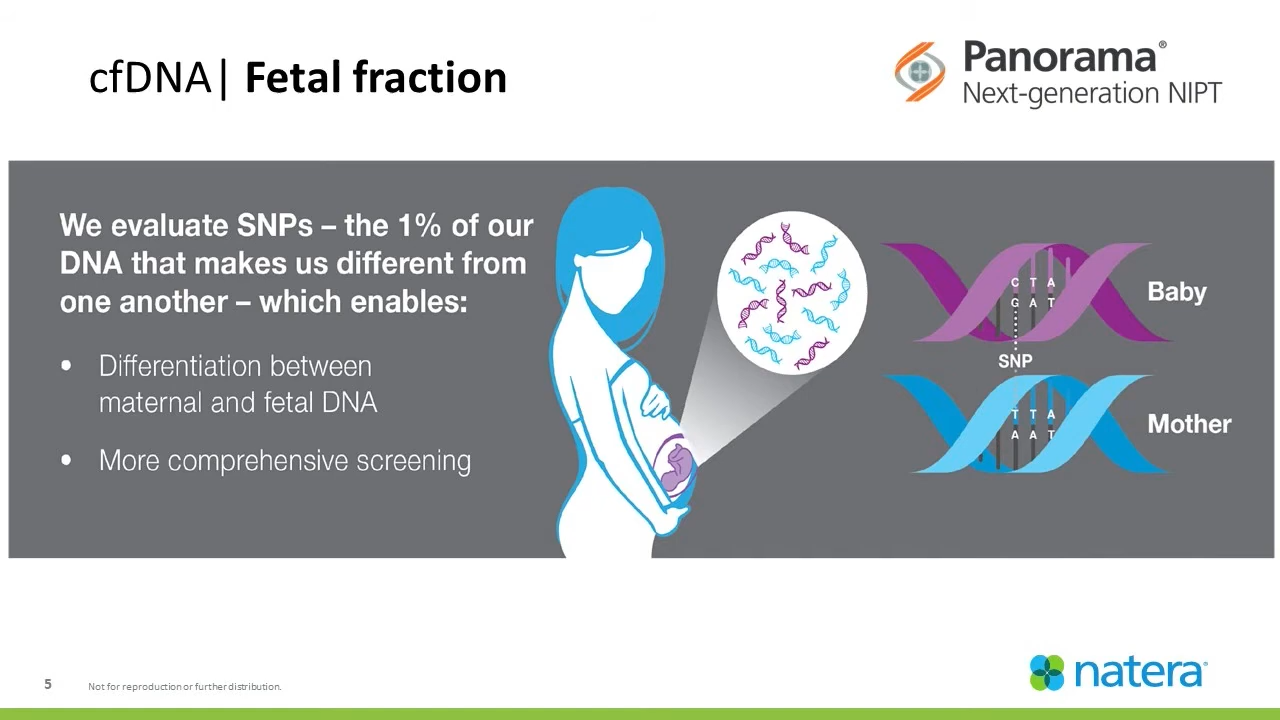 cfDNA| Fetal fraction
Panorama®
Next-generation NIPT
We evaluate SNPs – the 1% of our
DNA that makes us different from
one another – which enables:
• Differentiation between
maternal and fetal DNA
• More comprehensive screening
C T A
G A T
Baby
SNP
T T A
A A T
Mother
5
Not for reproduction or further distribution.
natera®